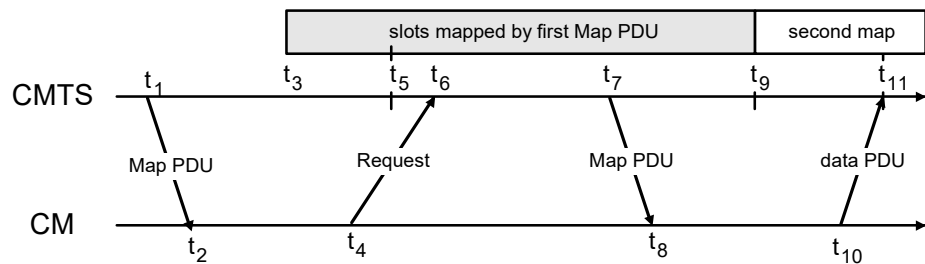 slots mapped by first Map PDU second map
t1 t3 t5 t6 t7 t9 t11
CMTS
Map PDU Request Map PDU data PDU
CM
t2 t4 t8 t10